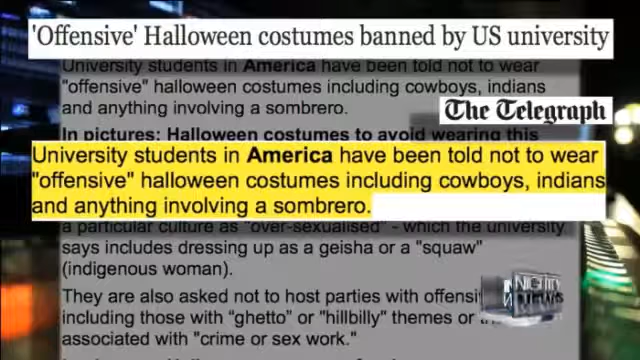 'Offensive' Halloween costumes banned by US university
University students in America have been told not to wear
"offensive" halloween costumes including cowboys, indians
and anything involving a sombrero.
The Telegraph
In pictures: Halloween costumes to avoid wearing this
University students in America have been told not to wear
"offensive" halloween costumes including cowboys, indians
and anything involving a sombrero.
a particular culture as "over-sexualised" - which the university
says includes dressing up as a geisha or a "squaw"
(indigenous woman).
They are also asked not to host parties with offensi
including those with "ghetto" or "hillbilly" themes or
associated with "crime or sex work."